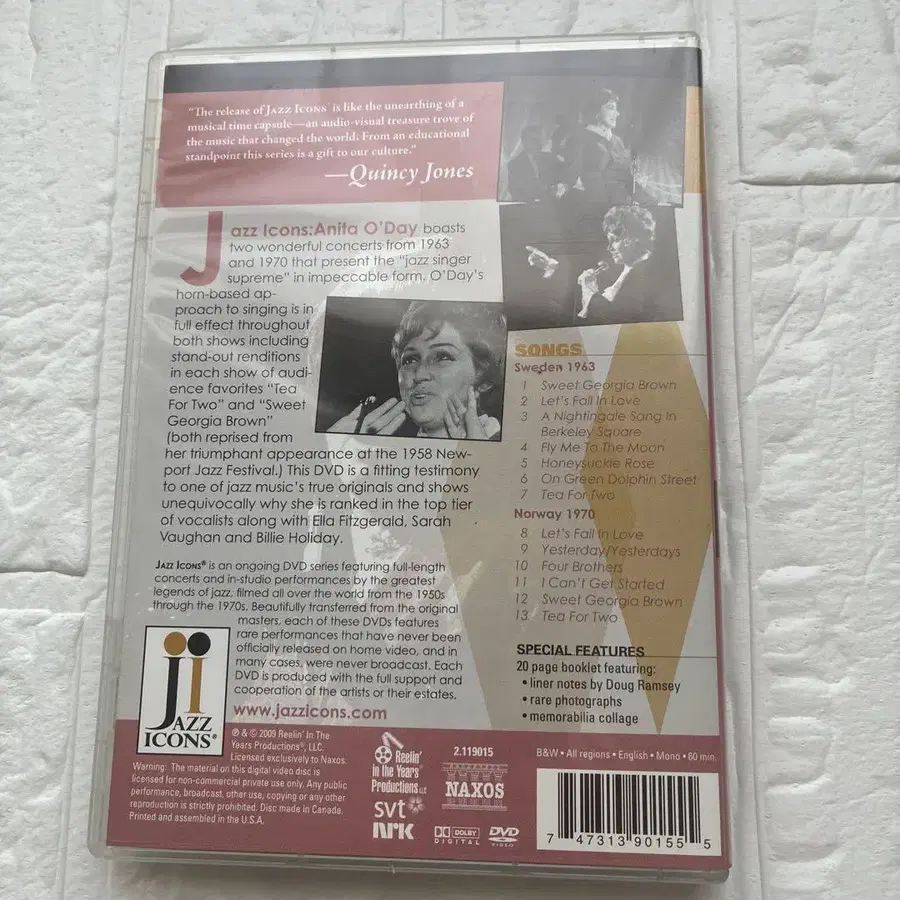 “The release of Jazz Icons® is like the unearthing of a
musical time capsule—an audio-visual treasure trove of
the music that changed the world. From an educational
standpoint this series is a gift to our culture.”
—Quincy Jones
Jazz Icons:Anita O’Day boasts
two wonderful concerts from 1963
and 1970 that present the “jazz singer
supreme” in impeccable form. O’Day’s
horn-based ap-
proach to singing is in
full effect throughout
both shows including
stand-out renditions
in each show of audi-
ence favorites “Tea
For Two” and “Sweet
Georgia Brown”
(both reprised from
her triumphant appearance at the 1958 New-
port Jazz Festival.) This DVD is a fitting testimony
to one of jazz music’s true originals and shows
unequivocally why she is ranked in the top tier
of vocalists along with Ella Fitzgerald, Sarah
Vaughan and Billie Holiday.
Jazz Icons® is an ongoing DVD series featuring full-length
concerts and in-studio performances by the greatest
legends of jazz, filmed all over the world from the 1950s
through the 1970s. Beautifully transferred from the original
masters, each of these DVDs features
rare performances that have never been
officially released on home video, and in
many cases, were never broadcast. Each
DVD is produced with the full support and
cooperation of the artists or their estates.
www.jazzicons.com
SONGS
Sweden 1963
1 Sweet Georgia Brown
2 Let’s Fall In Love
3 A Nightingale Sang In
Berkeley Square
4 Fly Me To The Moon
5 Honeysuckle Rose
6 On Green Dolphin Street
7 Tea For Two
Norway 1970
8 Let’s Fall In Love
9 Yesterday/Yesterdays
10 Four Brothers
11 I Can’t Get Started
12 Sweet Georgia Brown
13 Tea For Two
SPECIAL FEATURES
20 page booklet featuring:
• liner notes by Doug Ramsey
• rare photographs
• memorabilia collage
ji
JAZZ
ICONS®
℗ & © 2009 Reelin’ In The
Years Productions®, LLC.
Licensed exclusively to Naxos.
Warning: The material on this digital video disc is
licensed for non-commercial private use only. Any public
performance, broadcast, other use, copying or any other
reproduction is strictly prohibited. Disc made in Canada.
Printed and assembled in the U.S.A.
Reelin’
In the Years
Productions LLC
svt
NRK
2.119015
NAXOS
DOLBY
DIGITAL
DVD
VIDEO
B&W • All regions • English • Mono • 60 min.
7 47313 90155 5